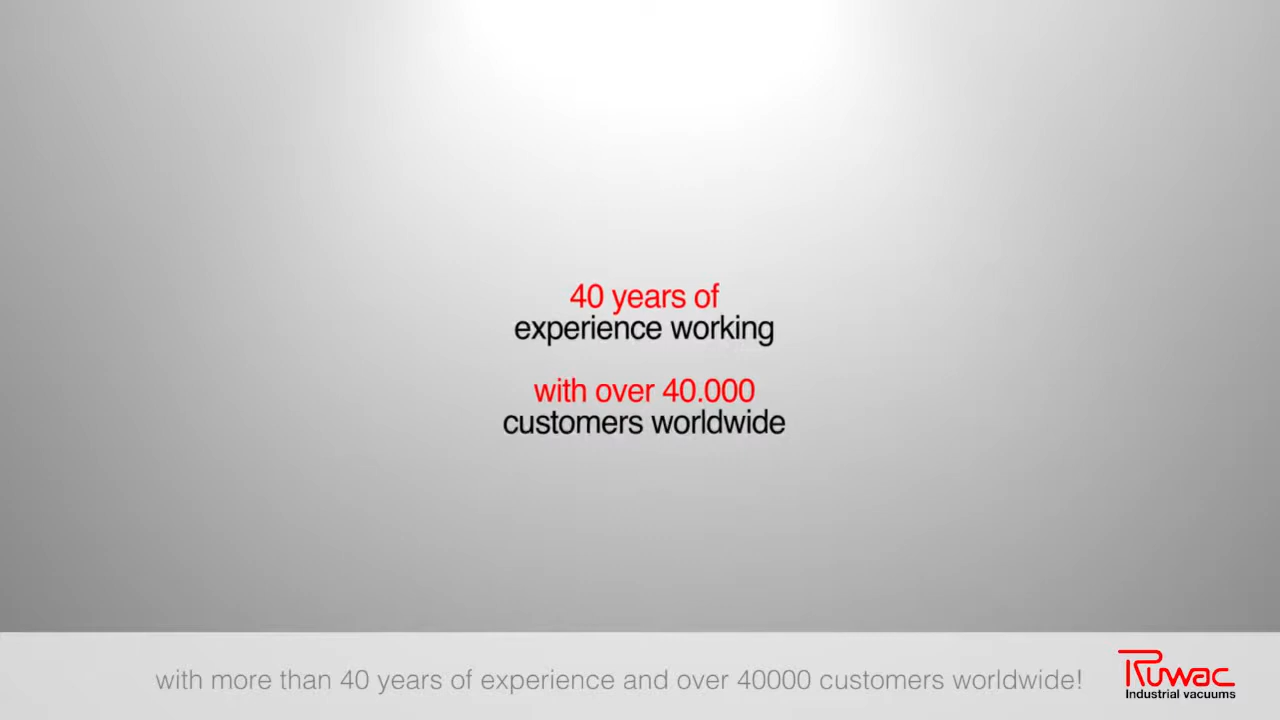 40 years of
experience working
with over 40.000
customers worldwide
with more than 40 years of experience and over 40000 customers worldwide!
Ruwac
Industrial vacuums